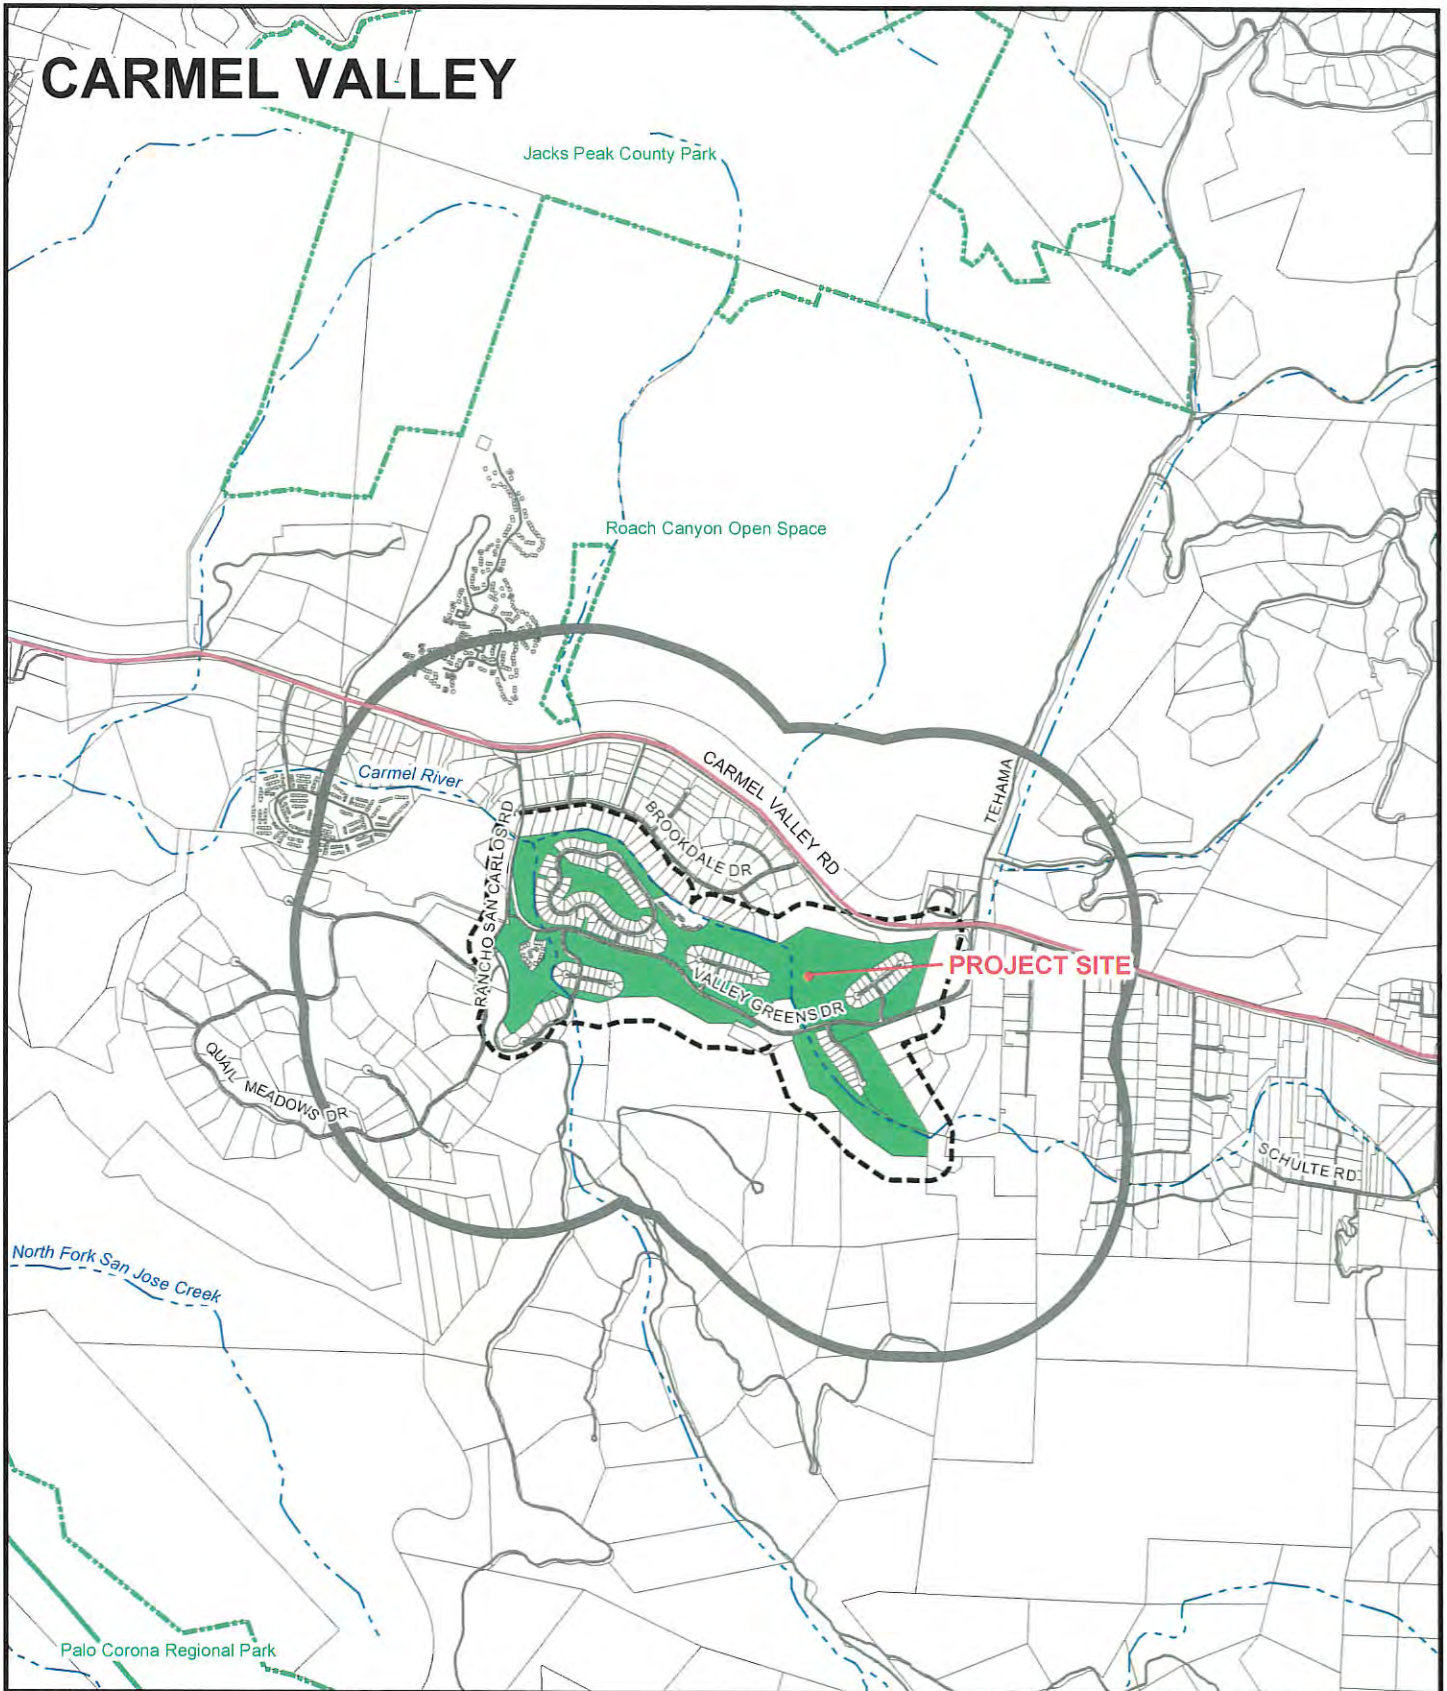 CARMEL VALLEY
Jacks Peak County Park
Roach Canyon Open Space
Carmel River
CARMEL VALLEY RD
TEHAMA
RANCHO SAN CARLOS RD
BROOKDALE DR
PROJECT SITE
VALLEY GREENS DR
QUAIL MEADOWS DR
SCHULTE RD
North Fork San Jose Creek
Palo Corona Regional Park